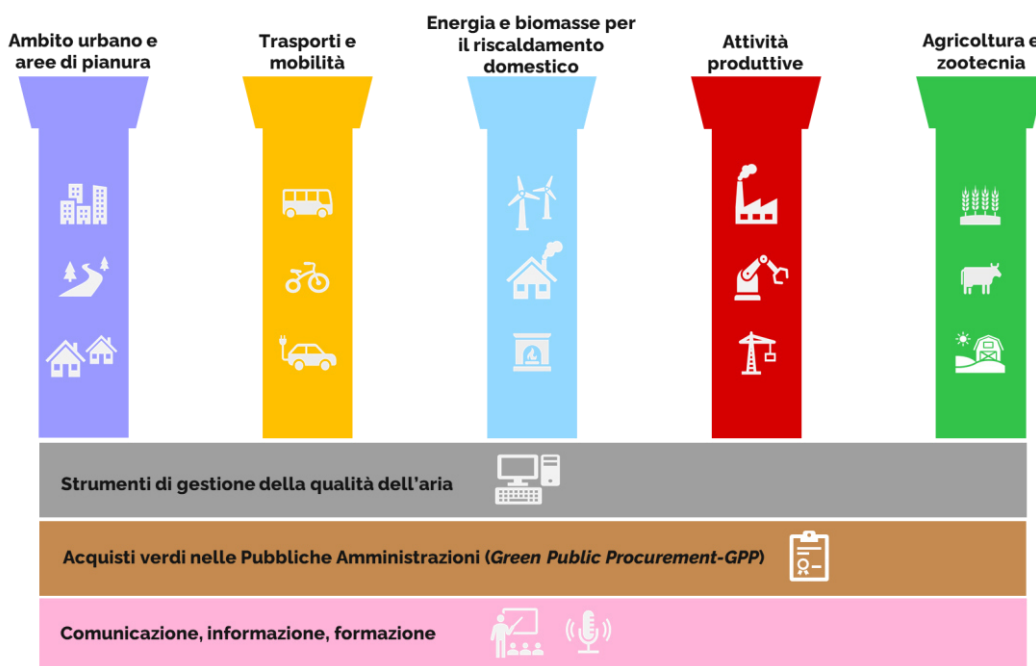 Ambito urbano e
aree di pianura
Trasporti e
mobilità
Energia e biomasse per
il riscaldamento
domestico
Attività
produttive
Agricoltura e
zootecnia
Strumenti di gestione della qualità dell'aria
Acquisti verdi nelle Pubbliche Amministrazioni (Green Public Procurement-GPP)
Comunicazione, informazione, formazione